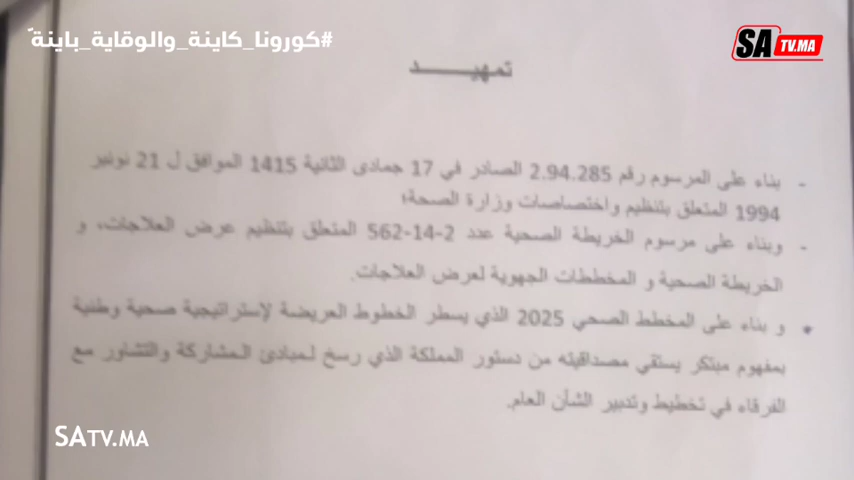 #كورونا_كاينة_والوقاية_باينةً
SATV.MA
تمهيد
- بناء على المرسوم رقم 2.94.285 الصادر في 17 جمادى الثانية 1415 الموافق ل 21 نونبر
1994 المتعلق بتنظيم واختصاصات وزارة الصحة؛
- وبناء على مرسوم الخريطة الصحية عدد 2-14-562 المتعلق بتنظيم عرض العلاجات، و
الخريطة الصحية و المخططات الجهوية لعرض العلاجات.
• و بناء على المخطط الصحي 2025 الذي يسطر الخطوط العريضة لإستراتيجية صحية وطنية
بمفهوم مبتكر يستقي مصداقيته من دستور المملكة الذي رسخ لمبادئ المشاركة والتشاور مع
الفرقاء في تخطيط وتدبير الشأن العام.
SATV.MA